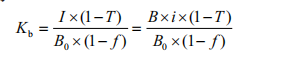 K_b = I×(1−T) / B_0×(1−f) = B×i×(1−T) / B_0×(1−f)